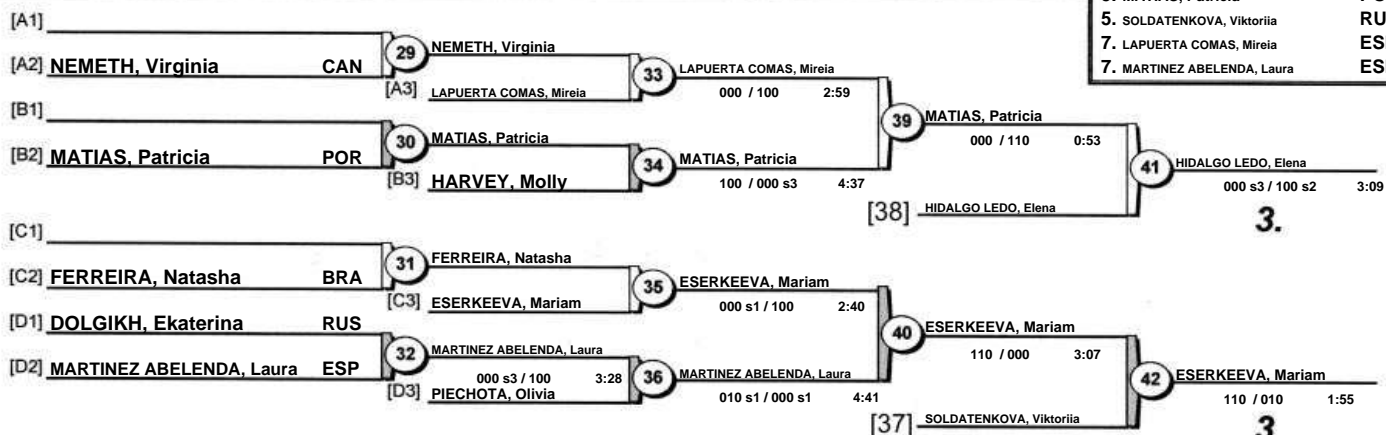 5. SOLDATENKOVA, Viktoriia RU
7. LAPUERTA COMAS, Mireia ES
7. MARTINEZ ABELENDA, Laura ES
[A1]
29 NEMETH, Virginia
[A2] NEMETH, Virginia CAN
33 LAPUERTA COMAS, Mireia
[A3] LAPUERTA COMAS, Mireia
000 / 100 2:59
[B1]
39 MATIAS, Patricia
30 MATIAS, Patricia
000 / 110 0:53
[B2] MATIAS, Patricia POR
34 MATIAS, Patricia
41 HIDALGO LEDO, Elena
[B3] HARVEY, Molly
100 / 000 s3 4:37
000 s3 / 100 s2 3:09
[38] HIDALGO LEDO, Elena
3.
[C1]
31 FERREIRA, Natasha
[C2] FERREIRA, Natasha BRA
35 ESERKEEVA, Mariam
[C3] ESERKEEVA, Mariam
000 s1 / 100 2:40
[D1] DOLGIKH, Ekaterina RUS
40 ESERKEEVA, Mariam
32 MARTINEZ ABELENDA, Laura
110 / 000 3:07
[D2] MARTINEZ ABELENDA, Laura ESP
000 s3 / 100 3:28
36 MARTINEZ ABELENDA, Laura
42 ESERKEEVA, Mariam
[D3] PIECHOTA, Olivia
010 s1 / 000 s1 4:41
110 / 010 1:55
[37] SOLDATENKOVA, Viktoriia
3